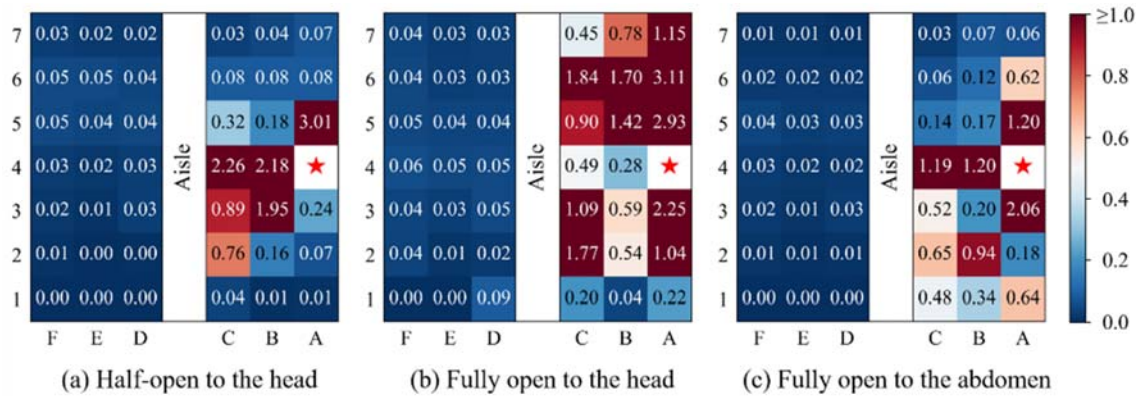 7 0.03 0.02 0.02 0.03 0.04 0.07
6 0.05 0.05 0.04 0.08 0.08 0.08
5 0.05 0.04 0.04 0.32 0.18 3.01
4 0.03 0.02 0.03 Aisle 2.26 2.18
3 0.02 0.01 0.03 0.89 1.95 0.24
2 0.01 0.00 0.00 0.76 0.16 0.07
1 0.00 0.00 0.00 0.04 0.01 0.01
F E D C B A
(a) Half-open to the head
7 0.04 0.03 0.03 0.45 0.78 1.15
6 0.04 0.03 0.03 1.84 1.70 3.11
5 0.05 0.04 0.04 0.90 1.42 2.93
4 0.06 0.05 0.05 Aisle 0.49 0.28
3 0.04 0.03 0.05 1.09 0.59 2.25
2 0.04 0.01 0.02 1.77 0.54 1.04
1 0.00 0.00 0.09 0.20 0.04 0.22
F E D C B A
(b) Fully open to the head
7 0.01 0.01 0.01 0.03 0.07 0.06
6 0.02 0.02 0.02 0.06 0.12 0.62
5 0.04 0.03 0.03 0.14 0.17 1.20
4 0.03 0.02 0.02 Aisle 1.19 1.20
3 0.02 0.01 0.03 0.52 0.20 2.06
2 0.01 0.01 0.01 0.65 0.94 0.18
1 0.00 0.00 0.00 0.48 0.34 0.64
F E D C B A
(c) Fully open to the abdomen
≥1.0
0.8
0.6
0.4
0.2
0.0